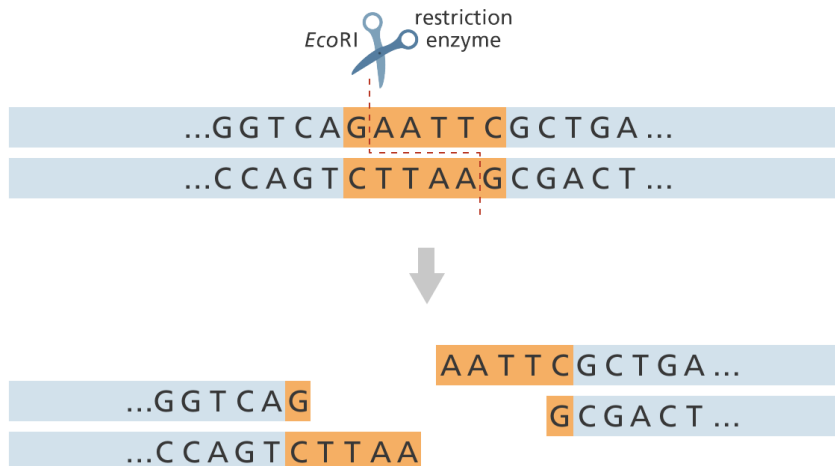 EcoRI
restriction
enzyme
...GGTCAGAATTCGCTGA...
...CCAGTCTTAAGCGACT...
AATTCGCTGA...
...GGTCAG
GCGACT...
...CCAGTCTTAA